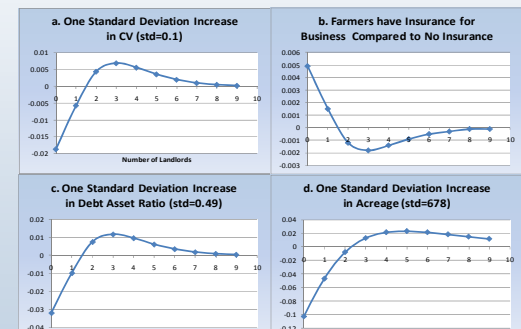 a. One Standard Deviation Increase
in CV (std=0.1)
0.01
0.005
0
-0.005
-0.01
-0.015
-0.02
0 1 2 3 4 5 6 7 8 9 10
Number of Landlords
b. Farmers have Insurance for
Business Compared to No Insurance
0.006
0.005
0.004
0.003
0.002
0.001
0
-0.001
-0.002
-0.003
0 1 2 3 4 5 6 7 8 9 10
c. One Standard Deviation Increase
in Debt Asset Ratio (std=0.49)
0.02
0.01
0
-0.01
-0.02
-0.03
-0.04
0 1 2 3 4 5 6 7 8 9 10
d. One Standard Deviation Increase
in Acreage (std=678)
0.04
0.02
0
-0.02
-0.04
-0.06
-0.08
-0.1
-0.12
0 1 2 3 4 5 6 7 8 9 10